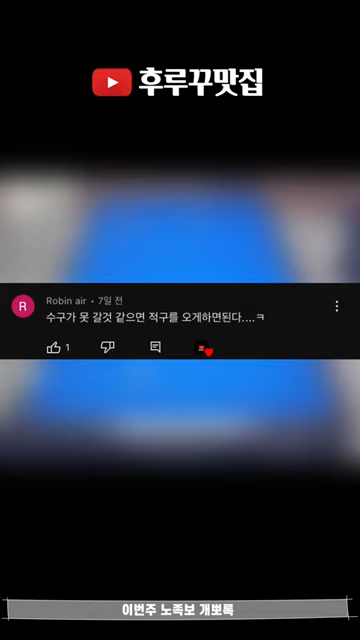 후루꾸맛집
Robin air • 7일 전
수구가 못 갈것 같으면 적구를 오게하면된다....ㅋ
1
이번주 노족보 개뽀록